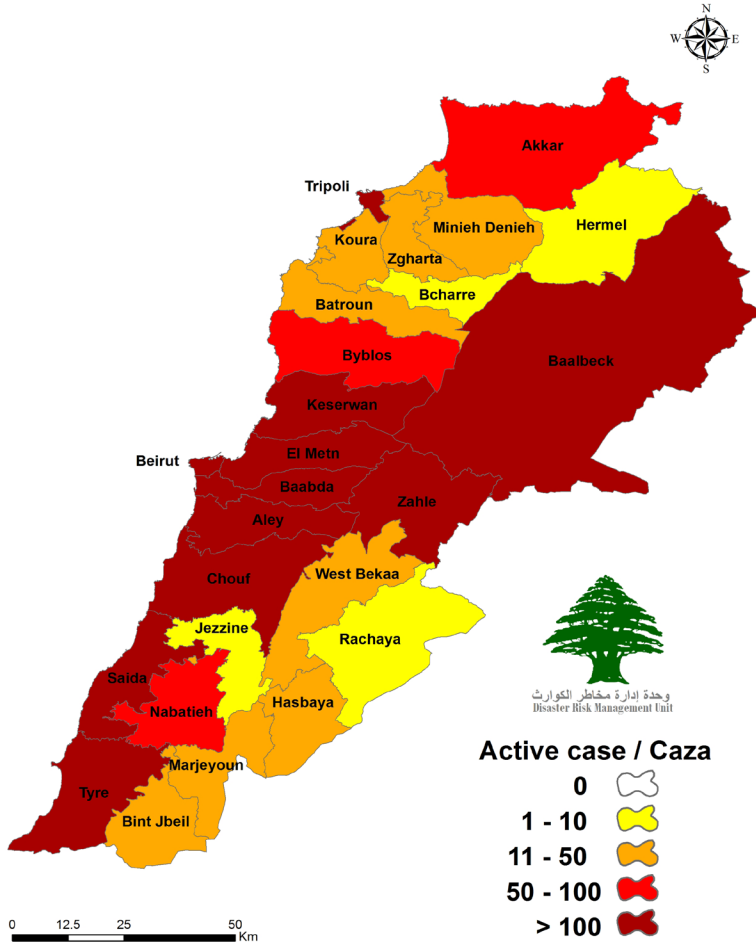 N
W E
S
Akkar
Tripoli
Hermel
Minieh Denieh
Koura
Zgharta
Bcharre
Batroun
Byblos
Baalbeck
Keserwan
El Metn
Beirut
Baabda
Zahle
Aley
West Bekaa
Chouf
Jezzine
Rachaya
Saida
Hasbaya
Nabatieh
وحدة إدارة مخاطر الكوارث
Disaster Risk Management Unit
Marjeyoun
Tyre
Bint Jbeil
Active case / Caza
0
1 - 10
11 - 50
50 - 100
> 100
0 12.5 25 50
Km